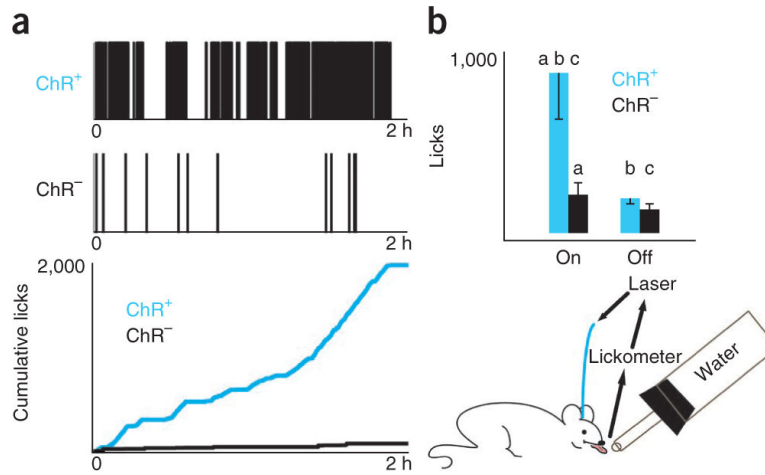 a
ChR⁺
0
2 h
ChR⁻
0
2 h
2,000
ChR⁺
ChR⁻
Cumulative licks
0
2 h
b
1,000
a b c
ChR⁺
ChR⁻
Licks
a
b c
On
Off
Laser
Lickometer
Water